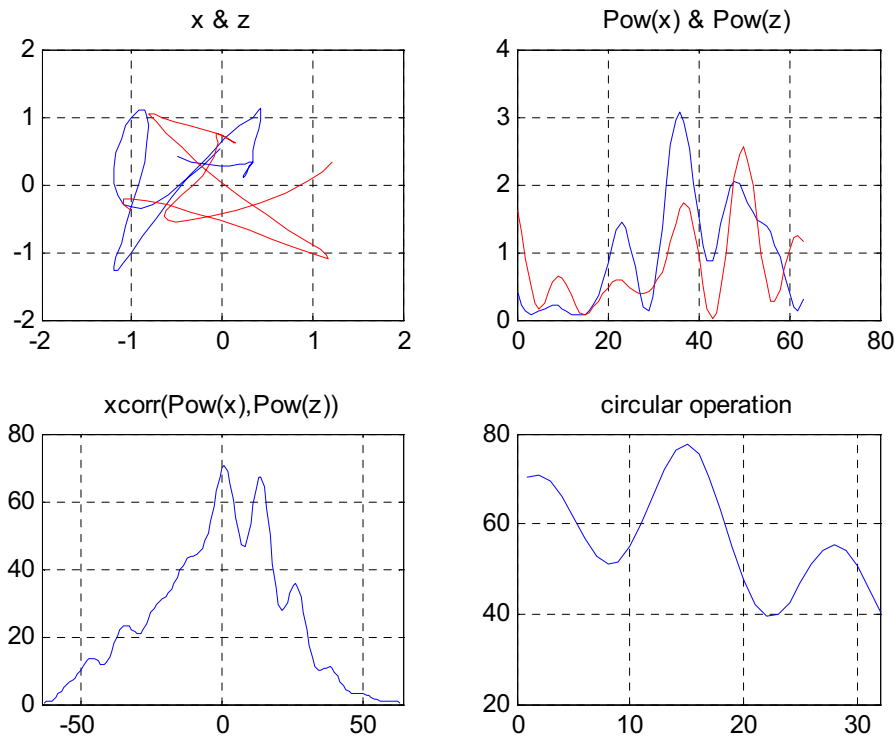 x & z
2
1
0
-1
-2
-2 -1 0 1 2
Pow(x) & Pow(z)
4
3
2
1
0
0 20 40 60 80
xcorr(Pow(x),Pow(z))
80
60
40
20
0
-50 0 50
circular operation
80
60
40
20
0 10 20 30